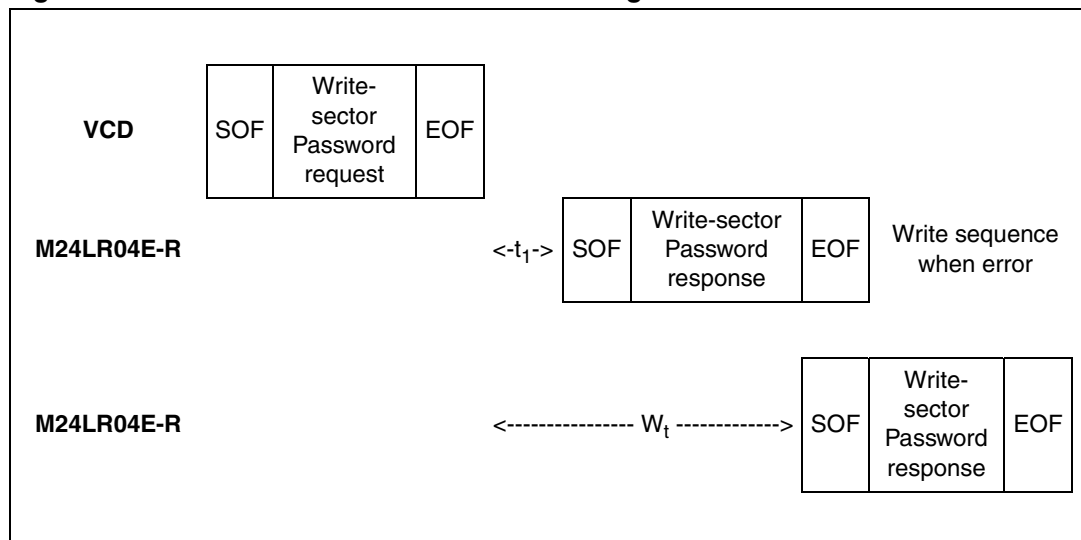 VCD
SOF
Write-
sector
Password
request
EOF
M24LR04E-R
<-t₁->
SOF
Write-sector
Password
response
EOF
Write sequence
when error
M24LR04E-R
<---------------- Wₜ ------------->
SOF
Write-
sector
Password
response
EOF